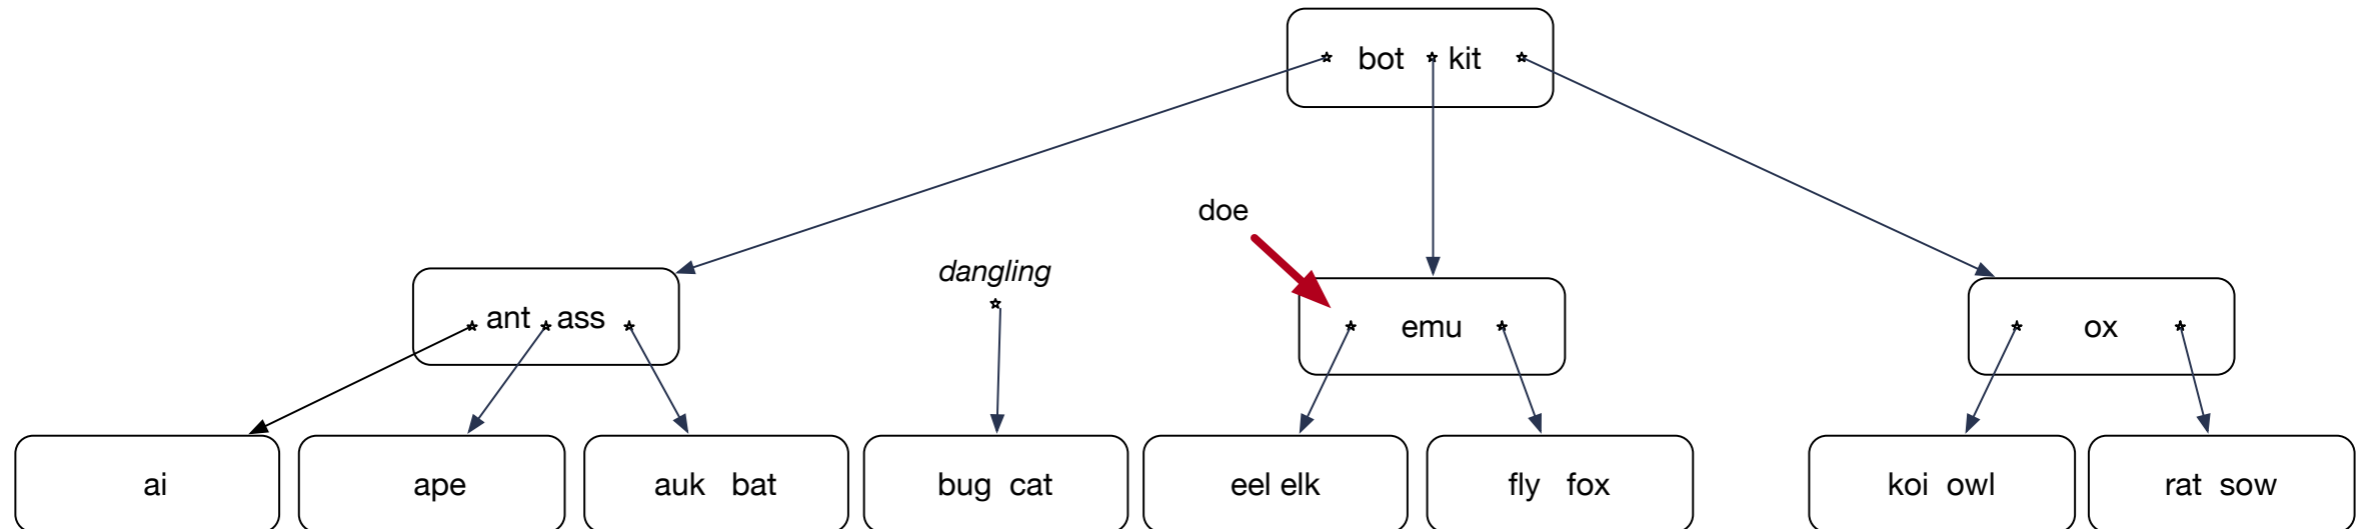 bot kit
doe
dangling
ant ass
emu
ox
ai
ape
auk bat
bug cat
eel elk
fly fox
koi owl
rat sow